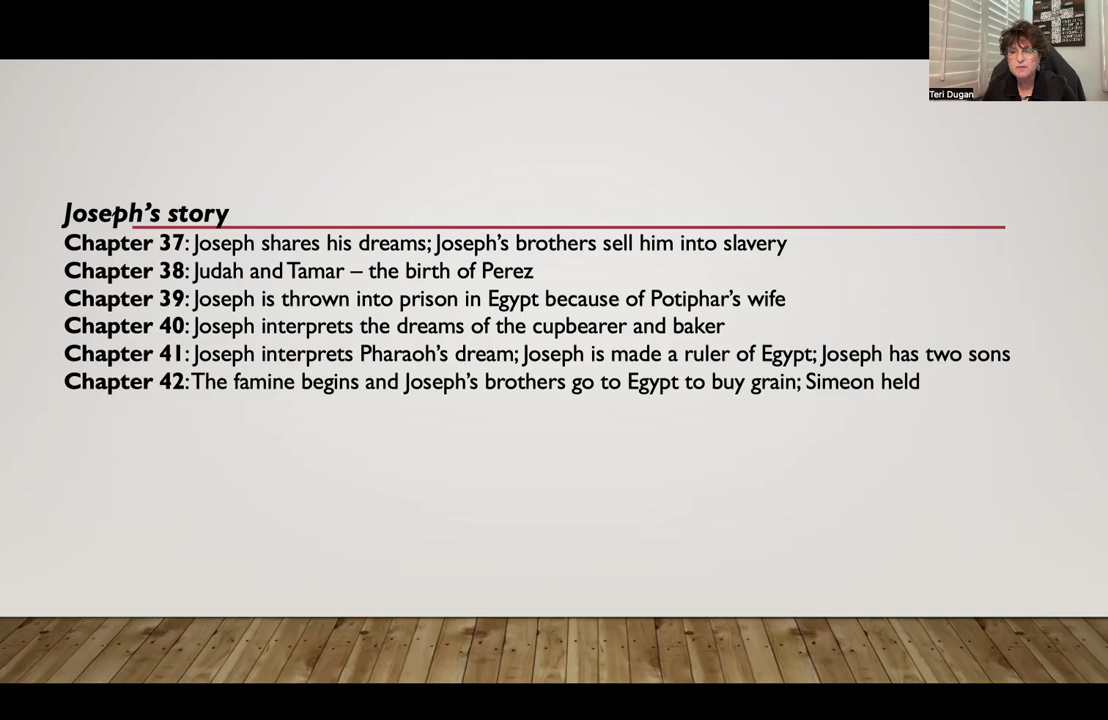 Teri Dugan
Joseph’s story
Chapter 37: Joseph shares his dreams; Joseph’s brothers sell him into slavery
Chapter 38: Judah and Tamar – the birth of Perez
Chapter 39: Joseph is thrown into prison in Egypt because of Potiphar’s wife
Chapter 40: Joseph interprets the dreams of the cupbearer and baker
Chapter 41: Joseph interprets Pharaoh’s dream; Joseph is made a ruler of Egypt; Joseph has two sons
Chapter 42: The famine begins and Joseph’s brothers go to Egypt to buy grain; Simeon held